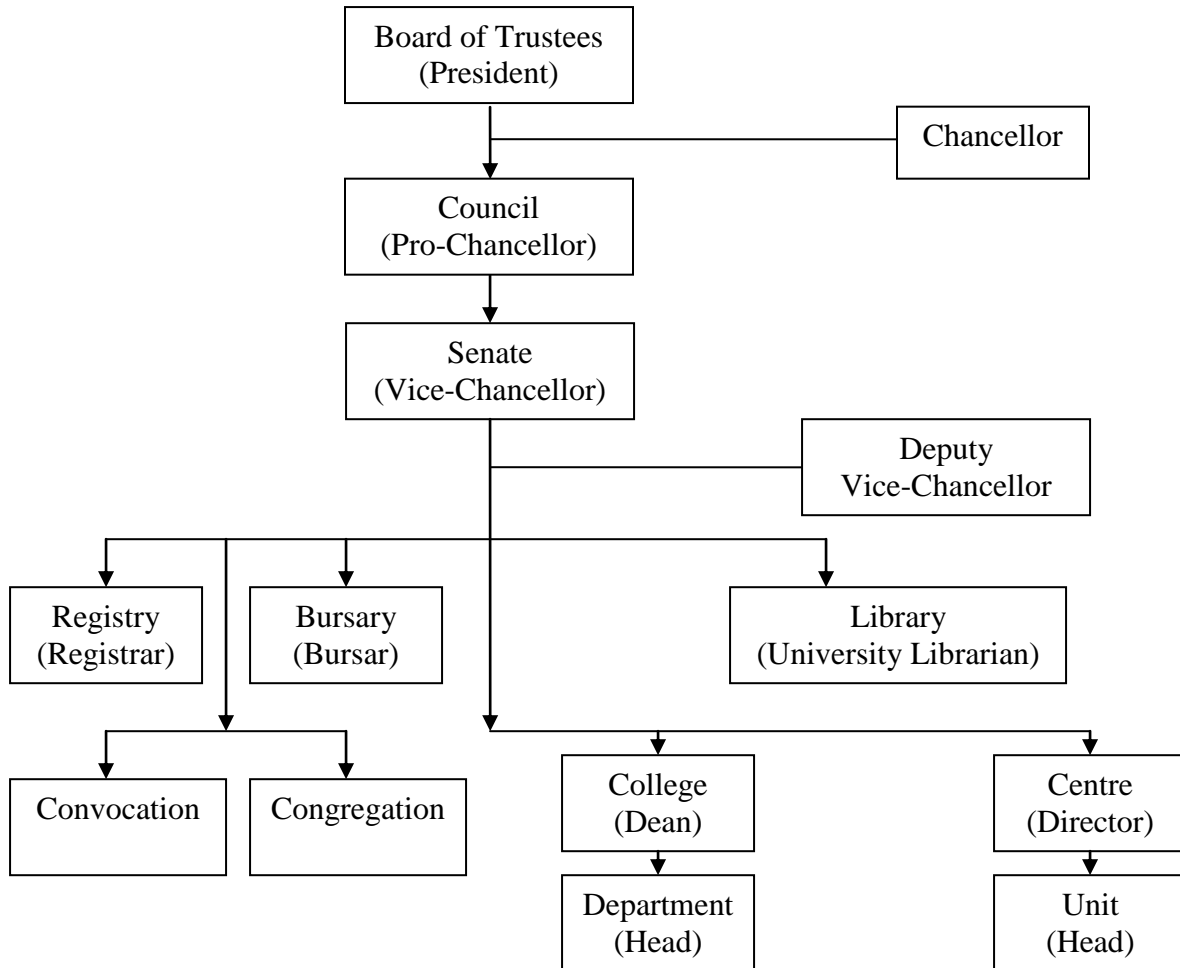 Board of Trustees
(President)
Chancellor
Council
(Pro-Chancellor)
Senate
(Vice-Chancellor)
Deputy
Vice-Chancellor
Registry
(Registrar)
Bursary
(Bursar)
Library
(University Librarian)
Convocation
Congregation
College
(Dean)
Centre
(Director)
Department
(Head)
Unit
(Head)